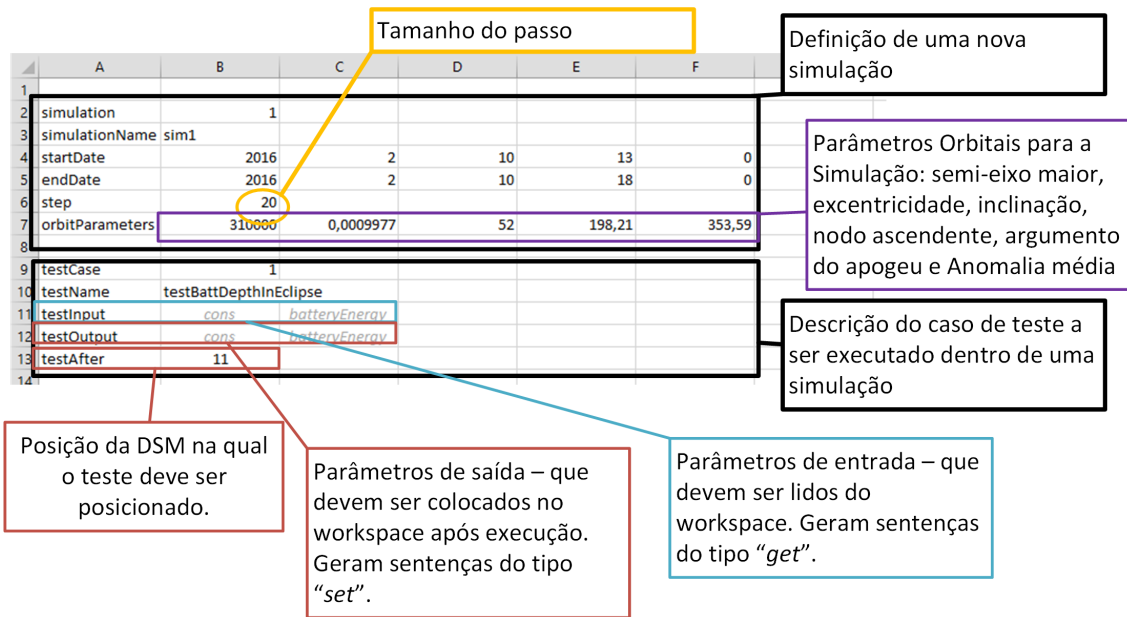 Tamanho do passo
Definição de uma nova
simulação
A B C D E F
1
2 simulation 1
3 simulationName sim1
4 startDate 2016 2 10 13 0
5 endDate 2016 2 10 18 0
6 step 20
7 orbitParameters 310000 0,0009977 52 198,21 353,59
8
9 testCase 1
10 testName testBattDepthInEclipse
11 testInput cons batteryEnergy
12 testOutput cons batteryEnergy
13 testAfter 11
14
Parâmetros Orbitais para a
Simulação: semi-eixo maior,
excentricidade, inclinação,
nodo ascendente, argumento
do apogeu e Anomalia média
Descrição do caso de teste a
ser executado dentro de uma
simulação
Posição da DSM na qual
o teste deve ser
posicionado.
Parâmetros de saída – que
devem ser colocados no
workspace após execução.
Geram sentenças do tipo
“set”.
Parâmetros de entrada – que
devem ser lidos do
workspace. Geram sentenças
do tipo “get”.